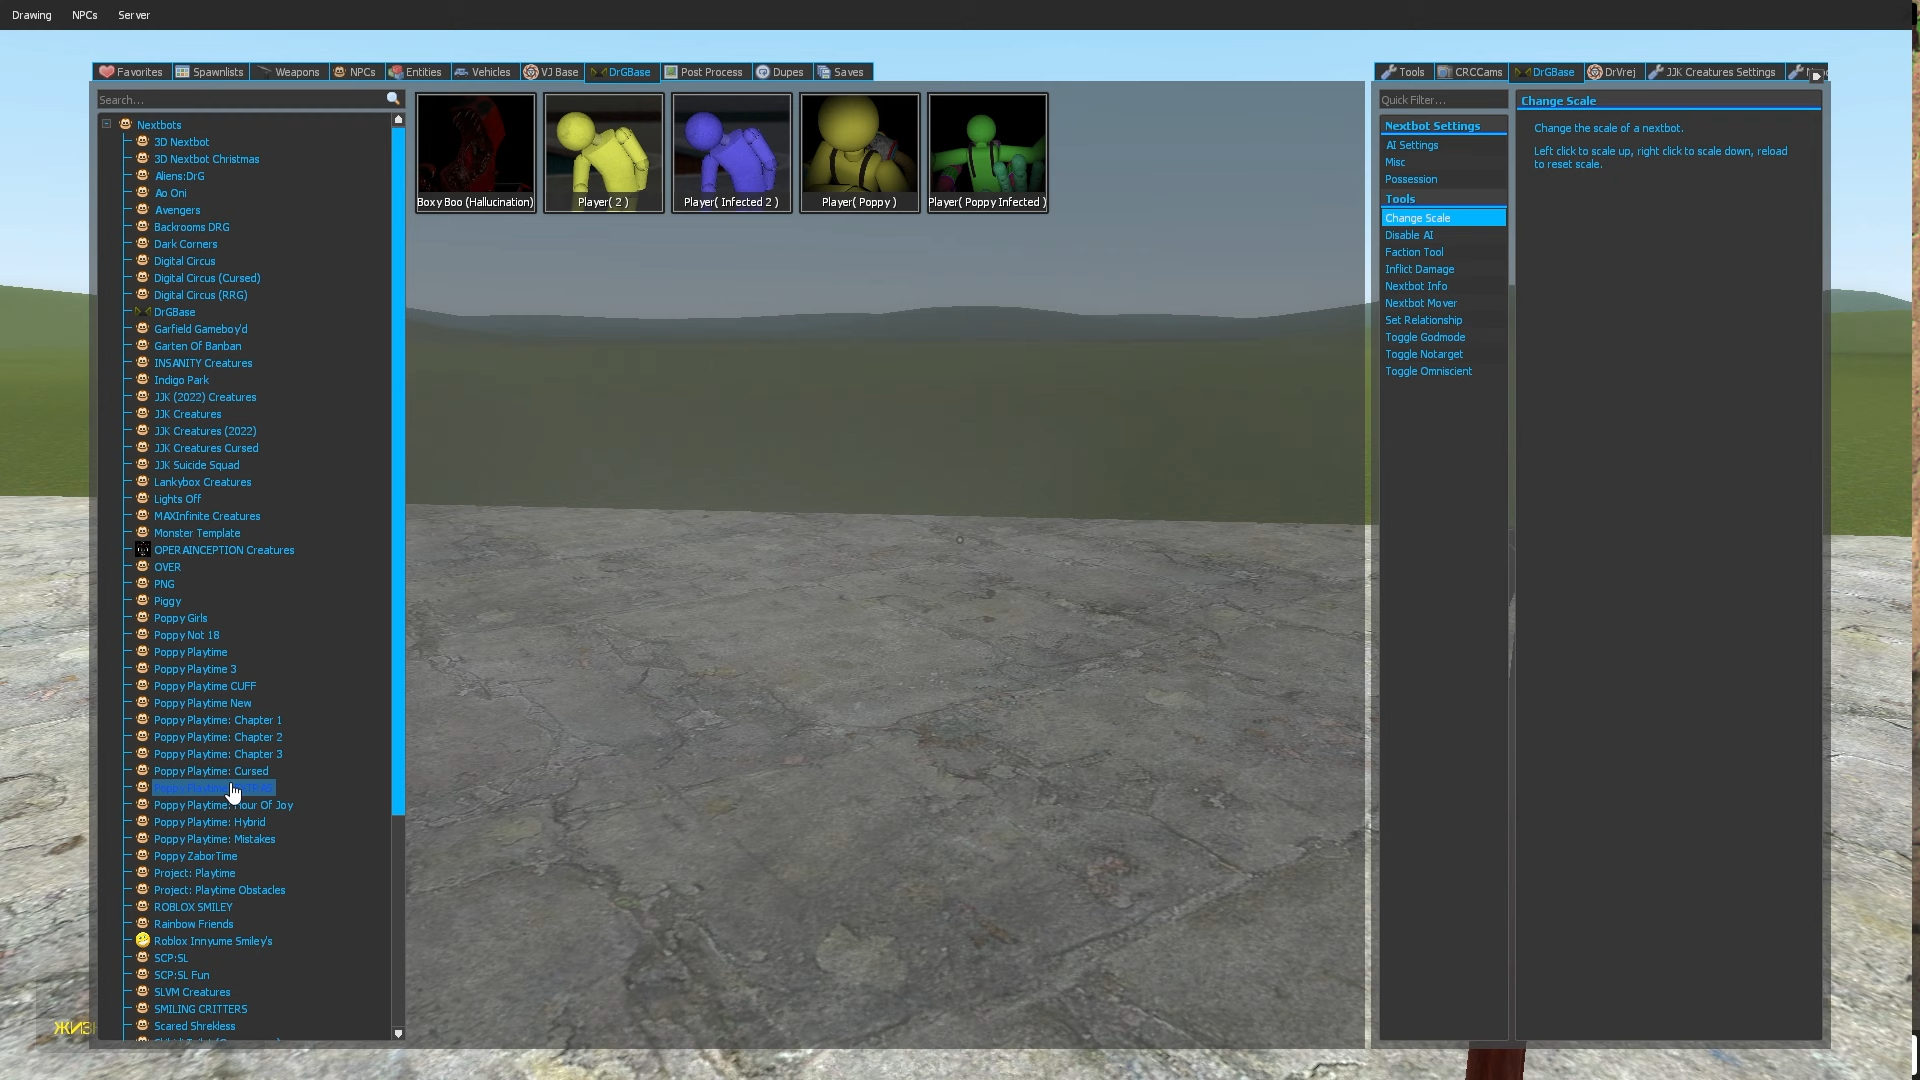 Drawing NPCs Server
Favorites Spawnlists Weapons NPCs Entities Vehicles VJ Base DrGBase Post Process Dupes Saves
Tools CRCCams DrGBase DrVrej JJK Creatures Settings
Search...
Nextbots
3D Nextbot
3D Nextbot Christmas
Aliens:DrG
Ao Oni
Avengers
Backrooms DRG
Dark Corners
Digital Circus
Digital Circus (Cursed)
Digital Circus (RRG)
DrGBase
Garfield Gameboy'd
Garten Of Banban
INSANITY Creatures
Indigo Park
JJK (2022) Creatures
JJK Creatures
JJK Creatures (2022)
JJK Creatures Cursed
JJK Suicide Squad
Lankybox Creatures
Lights Off
MAXInfinite Creatures
Monster Template
OPERAINCEPTION Creatures
OVER
PNG
Piggy
Poppy Girls
Poppy Not 18
Poppy Playtime
Poppy Playtime 3
Poppy Playtime CUFF
Poppy Playtime New
Poppy Playtime: Chapter 1
Poppy Playtime: Chapter 2
Poppy Playtime: Chapter 3
Poppy Playtime: Cursed
Poppy Playtime: Hour Of Joy
Poppy Playtime: Hybrid
Poppy Playtime: Mistakes
Poppy ZaborTime
Project: Playtime
Project: Playtime Obstacles
ROBLOX SMILEY
Rainbow Friends
Roblox Innyume Smiley's
SCP:SL
SCP:SL Fun
SLVM Creatures
SMILING CRITTERS
Scared Shrekless
Boxy Boo (Hallucination)
Player( 2 )
Player( Infected 2 )
Player( Poppy )
Player( Poppy Infected )
Quick Filter...
Nextbot Settings
AI Settings
Misc
Possession
Tools
Change Scale
Disable AI
Faction Tool
Inflict Damage
Nextbot Info
Nextbot Mover
Set Relationship
Toggle Godmode
Toggle Notarget
Toggle Omniscient
Change Scale
Change the scale of a nextbot.
Left click to scale up, right click to scale down, reload
to reset scale.